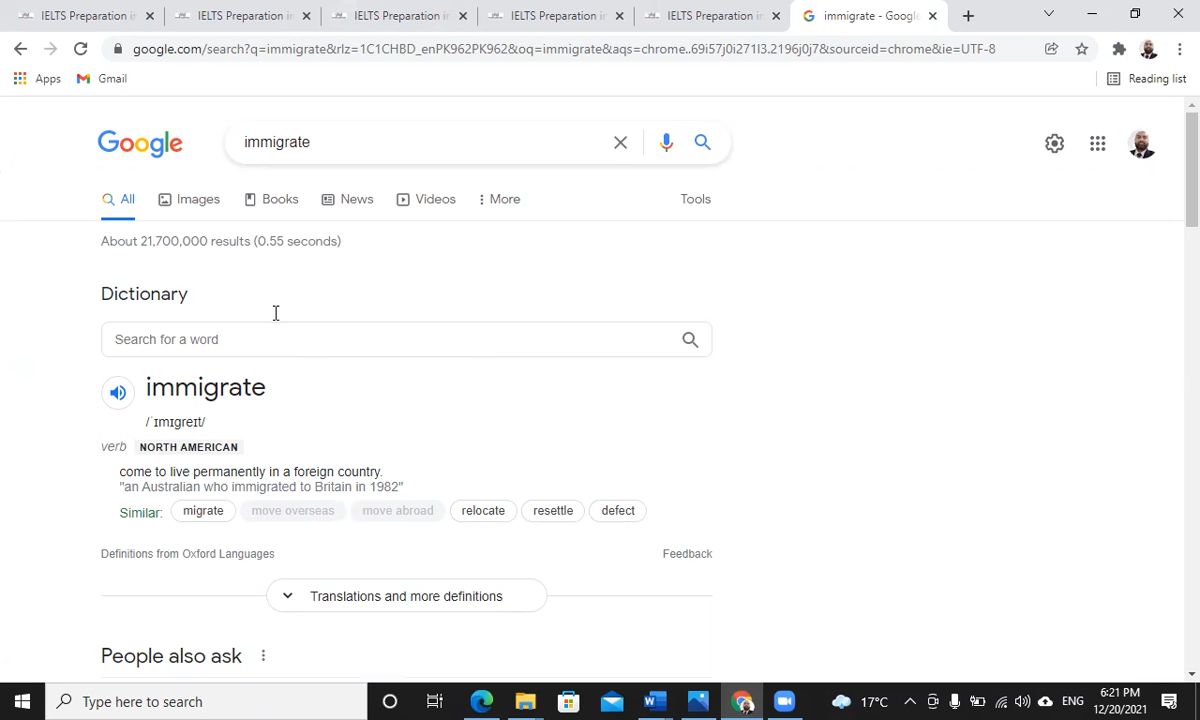 IELTS Preparation i
IELTS Preparation i
IELTS Preparation i
IELTS Preparation i
IELTS Preparation i
immigrate - Googl
google.com/search?q=immigrate&rlz=1C1CHBD_enPK962PK962&oq=immigrate&aqs=chrome..69i57j0i271l3.2196j0j7&sourceid=chrome&ie=UTF-8
Apps
Gmail
Reading list
Google
immigrate
All
Images
Books
News
Videos
More
Tools
About 21,700,000 results (0.55 seconds)
Dictionary
Search for a word
immigrate
/ˈɪmɪɡreɪt/
verb NORTH AMERICAN
come to live permanently in a foreign country.
"an Australian who immigrated to Britain in 1982"
Similar: migrate move overseas move abroad relocate resettle defect
Definitions from Oxford Languages
Feedback
Translations and more definitions
People also ask
Type here to search
17°C
ENG
6:21 PM
12/20/2021